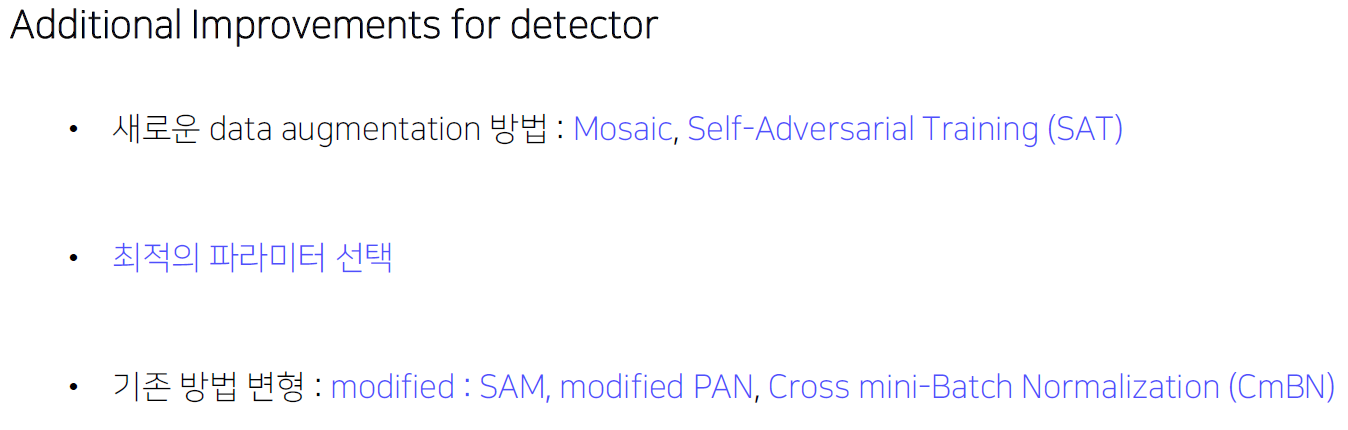 Additional Improvements for detector
• 새로운 data augmentation 방법 : Mosaic, Self-Adversarial Training (SAT)
• 최적의 파라미터 선택
• 기존 방법 변형 : modified : SAM, modified PAN, Cross mini-Batch Normalization (CmBN)